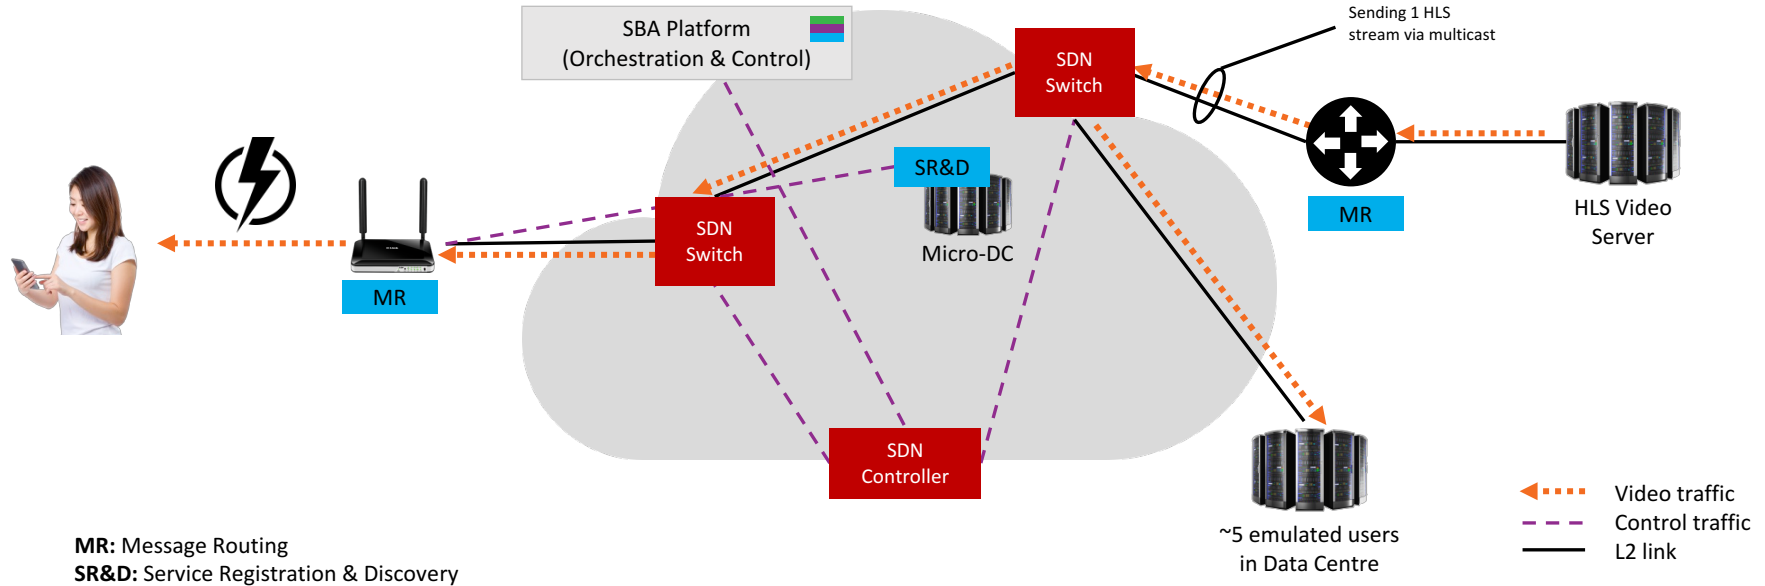 SBA Platform
(Orchestration & Control)
Sending 1 HLS
stream via multicast
SDN
Switch
SR&D
Micro-DC
MR
HLS Video
Server
SDN
Switch
MR
SDN
Controller
~5 emulated users
in Data Centre
Video traffic
Control traffic
L2 link
MR: Message Routing
SR&D: Service Registration & Discovery